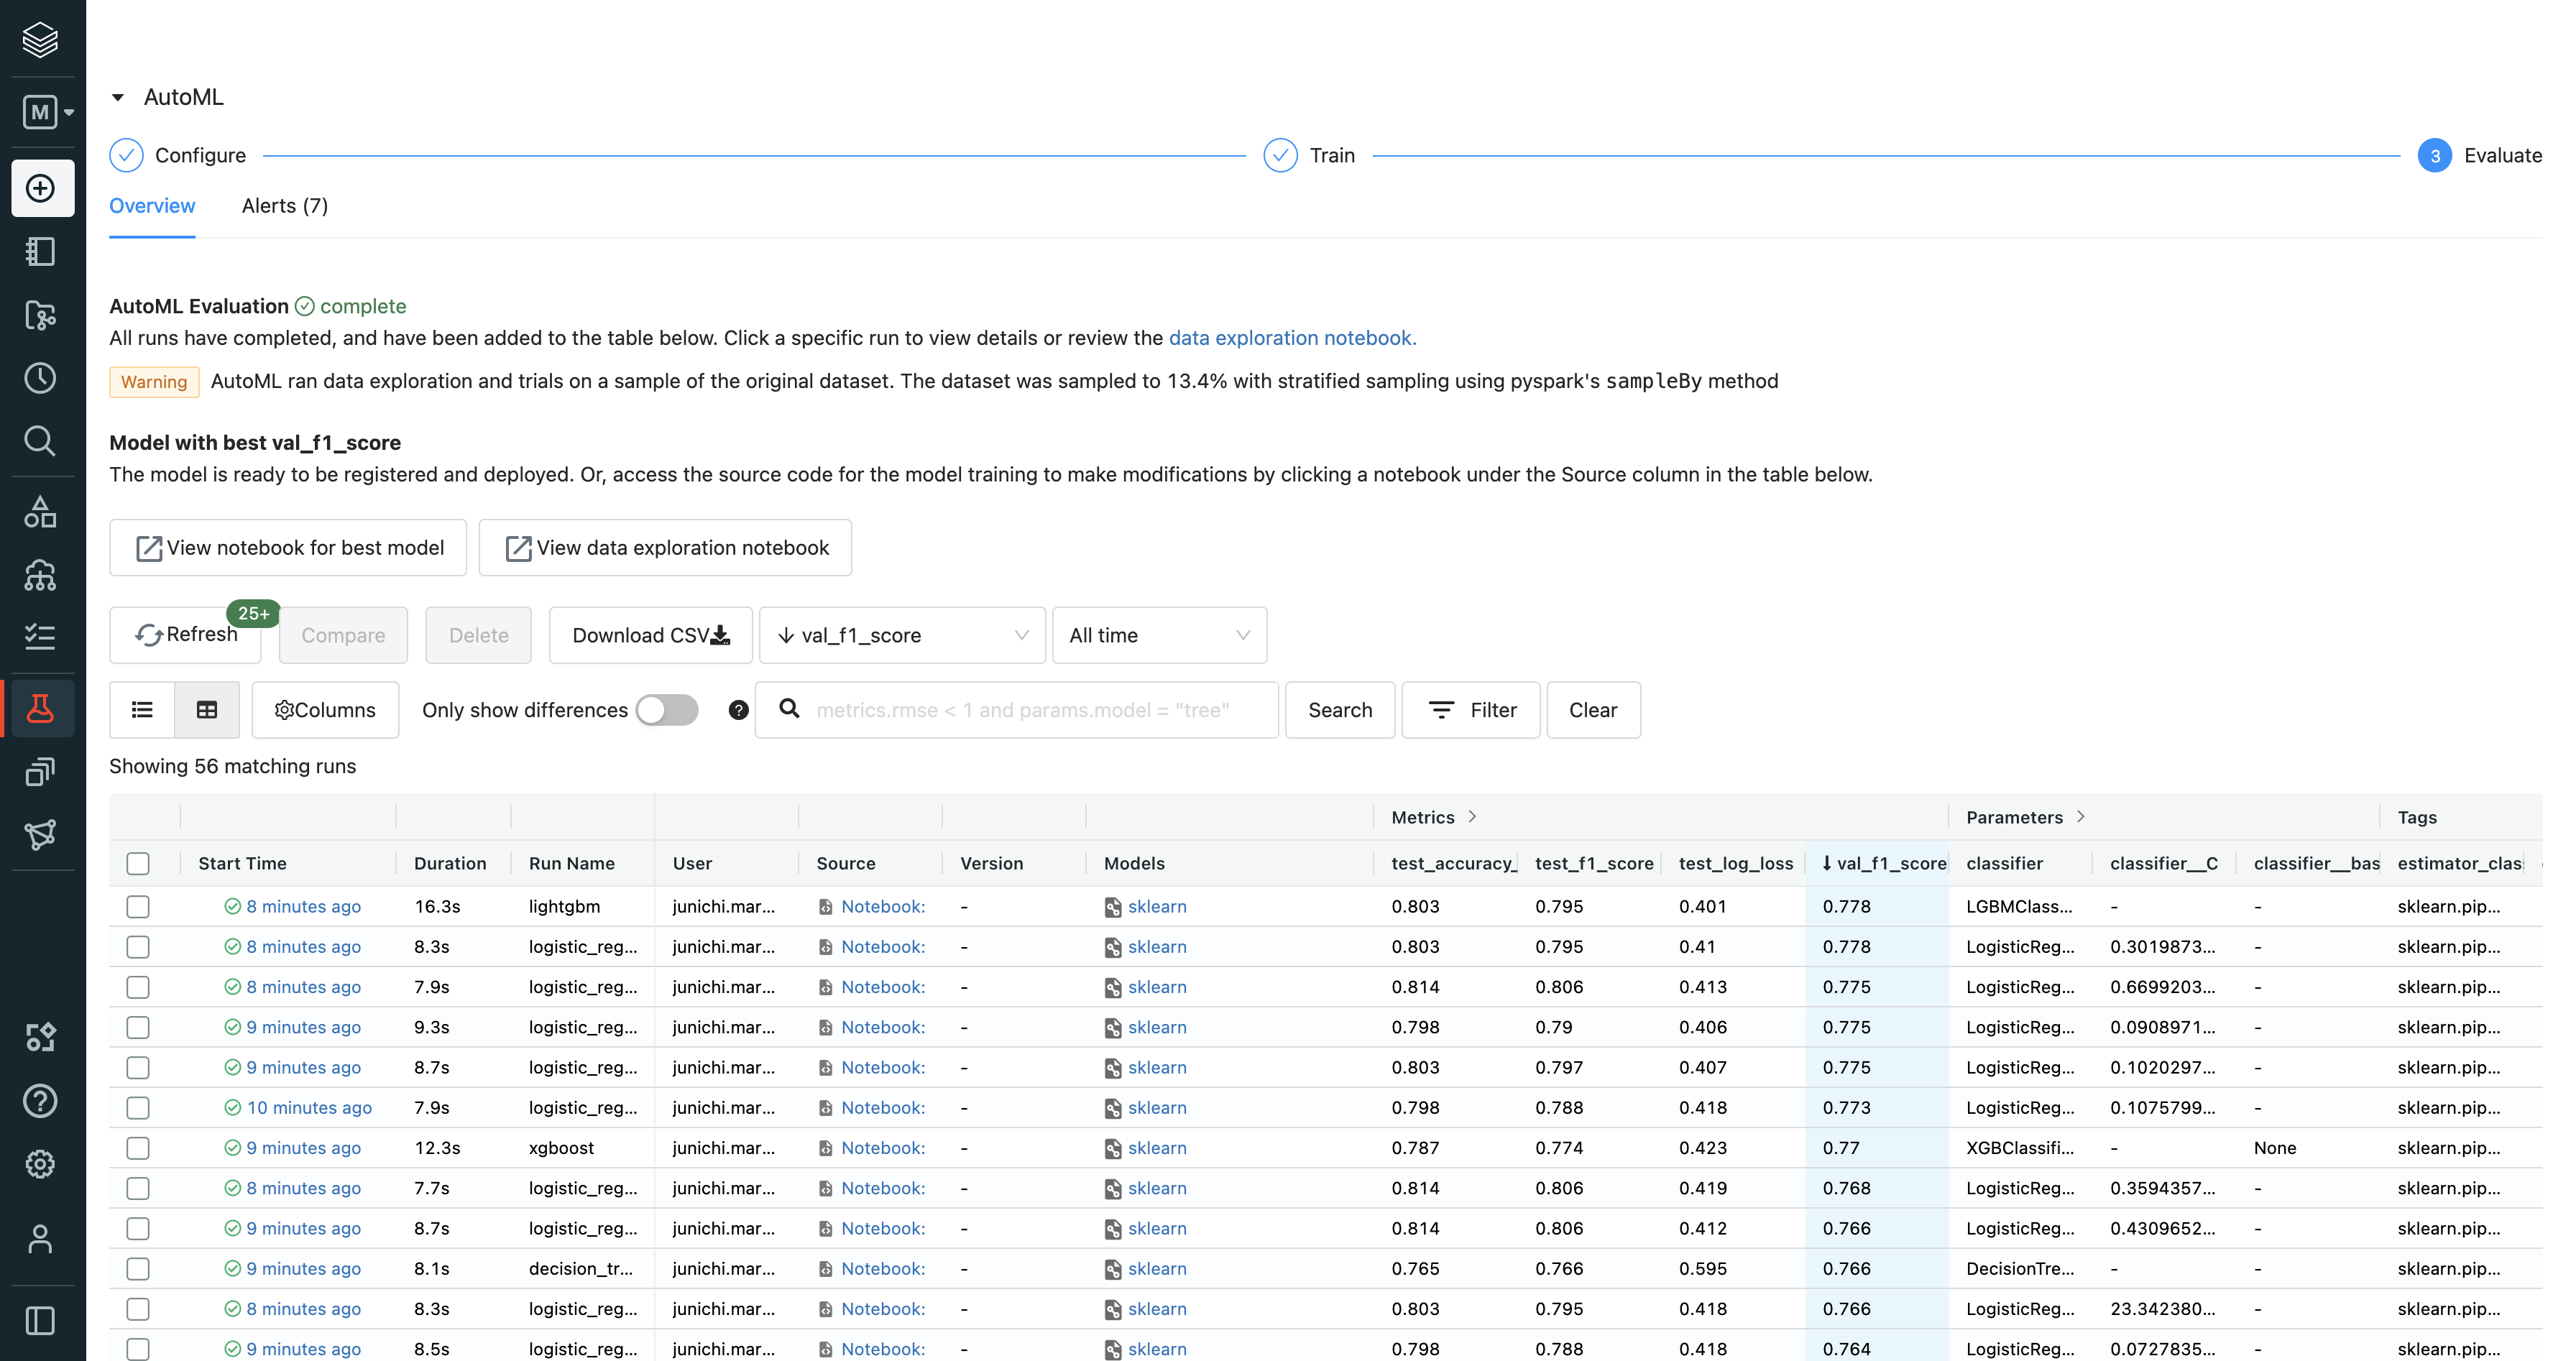 M
AutoML
Configure
Train
3 Evaluate
Overview Alerts (7)
AutoML Evaluation complete
All runs have completed, and have been added to the table below. Click a specific run to view details or review the data exploration notebook.
Warning AutoML ran data exploration and trials on a sample of the original dataset. The dataset was sampled to 13.4% with stratified sampling using pyspark's sampleBy method
Model with best val_f1_score
The model is ready to be registered and deployed. Or, access the source code for the model training to make modifications by clicking a notebook under the Source column in the table below.
View notebook for best model View data exploration notebook
Refresh 25+ Compare Delete Download CSV ↓ val_f1_score All time
Columns Only show differences ? metrics.rmse < 1 and params.model = "tree" Search Filter Clear
Showing 56 matching runs
Metrics > Parameters > Tags
Start Time Duration Run Name User Source Version Models test_accuracy_ test_f1_score test_log_loss ↓ val_f1_score classifier classifier__C classifier__bas estimator_clas
8 minutes ago 16.3s lightgbm junichi.mar... Notebook: - sklearn 0.803 0.795 0.401 0.778 LGBMClass... - - sklearn.pip...
8 minutes ago 8.3s logistic_reg... junichi.mar... Notebook: - sklearn 0.803 0.795 0.41 0.778 LogisticReg... 0.3019873... - sklearn.pip...
8 minutes ago 7.9s logistic_reg... junichi.mar... Notebook: - sklearn 0.814 0.806 0.413 0.775 LogisticReg... 0.6699203... - sklearn.pip...
9 minutes ago 9.3s logistic_reg... junichi.mar... Notebook: - sklearn 0.798 0.79 0.406 0.775 LogisticReg... 0.0908971... - sklearn.pip...
9 minutes ago 8.7s logistic_reg... junichi.mar... Notebook: - sklearn 0.803 0.797 0.407 0.775 LogisticReg... 0.1020297... - sklearn.pip...
10 minutes ago 7.9s logistic_reg... junichi.mar... Notebook: - sklearn 0.798 0.788 0.418 0.773 LogisticReg... 0.1075799... - sklearn.pip...
9 minutes ago 12.3s xgboost junichi.mar... Notebook: - sklearn 0.787 0.774 0.423 0.77 XGBClassifi... - None sklearn.pip...
8 minutes ago 7.7s logistic_reg... junichi.mar... Notebook: - sklearn 0.814 0.806 0.419 0.768 LogisticReg... 0.3594357... - sklearn.pip...
9 minutes ago 8.7s logistic_reg... junichi.mar... Notebook: - sklearn 0.814 0.806 0.412 0.766 LogisticReg... 0.4309652... - sklearn.pip...
9 minutes ago 8.1s decision_tr... junichi.mar... Notebook: - sklearn 0.765 0.766 0.595 0.766 DecisionTre... - - sklearn.pip...
8 minutes ago 8.3s logistic_reg... junichi.mar... Notebook: - sklearn 0.803 0.795 0.418 0.766 LogisticReg... 23.342380... - sklearn.pip...
9 minutes ago 8.5s logistic_reg... junichi.mar... Notebook: - sklearn 0.798 0.788 0.418 0.764 LogisticReg... 0.0727835... - sklearn.pip...